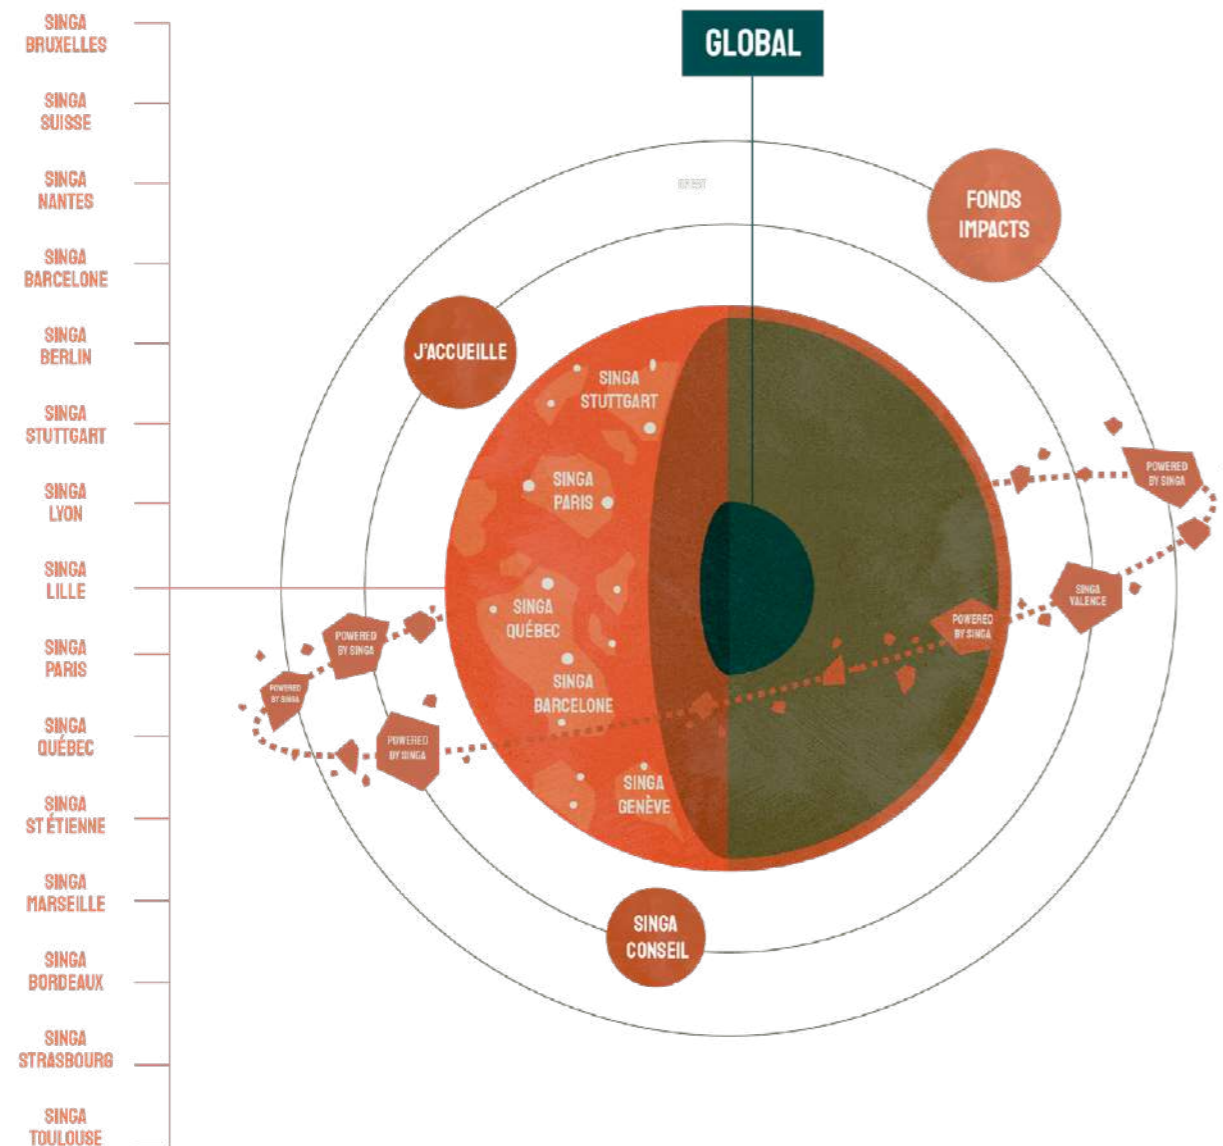 SINGA
BRUXELLES
SINGA
SUISSE
SINGA
NANTES
SINGA
BARCELONE
SINGA
BERLIN
SINGA
STUTTGART
SINGA
LYON
SINGA
LILLE
SINGA
PARIS
SINGA
QUÉBEC
SINGA
ST ÉTIENNE
SINGA
MARSEILLE
SINGA
BORDEAUX
SINGA
STRASBOURG
SINGA
TOULOUSE
GLOBAL
FONDS
IMPACTS
J'ACCUEILLE
SINGA
STUTTGART
SINGA
PARIS
SINGA
QUÉBEC
SINGA
BARCELONE
SINGA
GENÈVE
POWERED
BY SINGA
SINGA
VALENCE
POWERED
BY SINGA
POWERED
BY SINGA
POWERED
BY SINGA
POWERED
BY SINGA
SINGA
CONSEIL